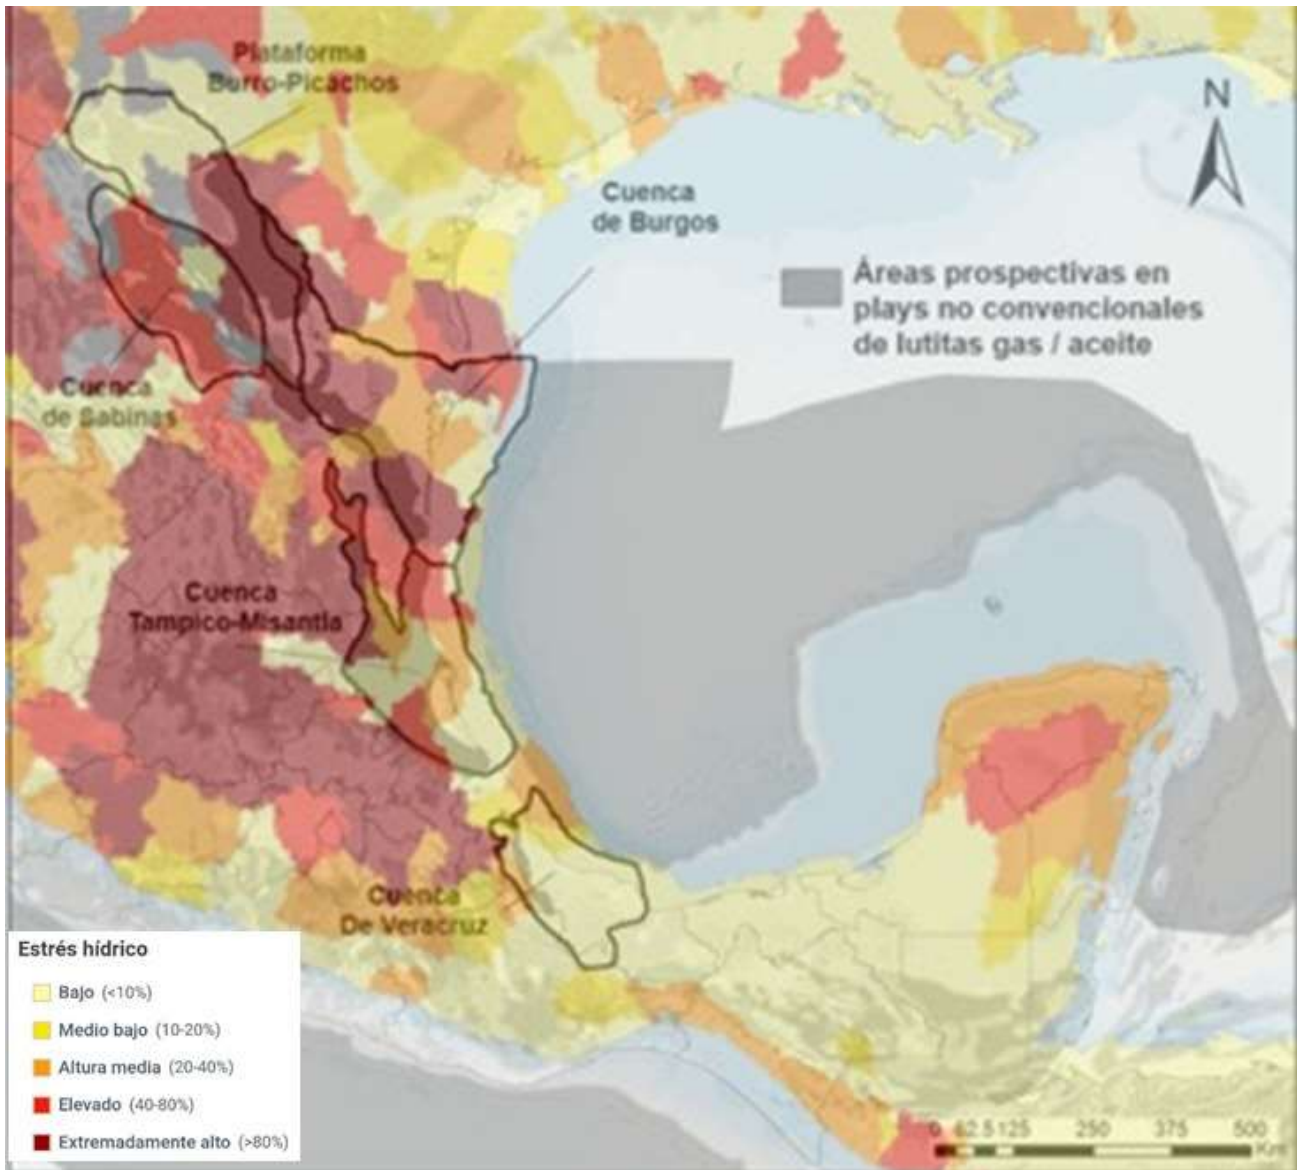 Plataforma
Burro-Picachos
N
Cuenca
de Burgos
Áreas prospectivas en
plays no convencionales
de lutitas gas / aceite
Cuenca
de Sabinas
Cuenca
Tampico-Misantla
Cuenca
De Veracruz
Estrés hídrico
Bajo (<10%)
Medio bajo (10-20%)
Altura media (20-40%)
Elevado (40-80%)
Extremadamente alto (>80%)
0 62.5 125 250 375 500
Km